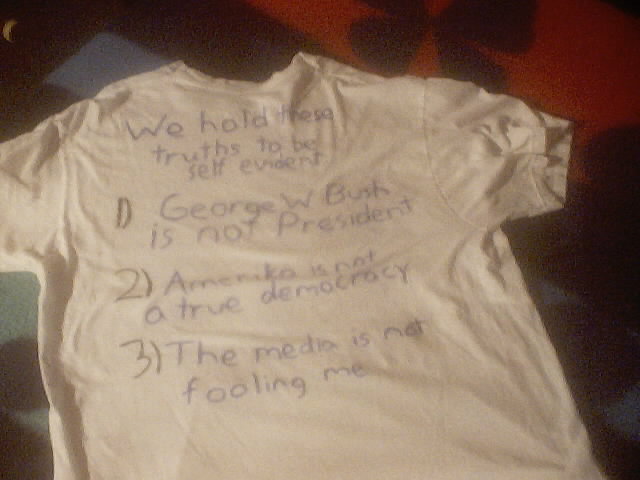 We hold these
truths to be
self evident
1) George W Bush
is not President
2) Amerika is not
a true democracy
3) The media is not
fooling me